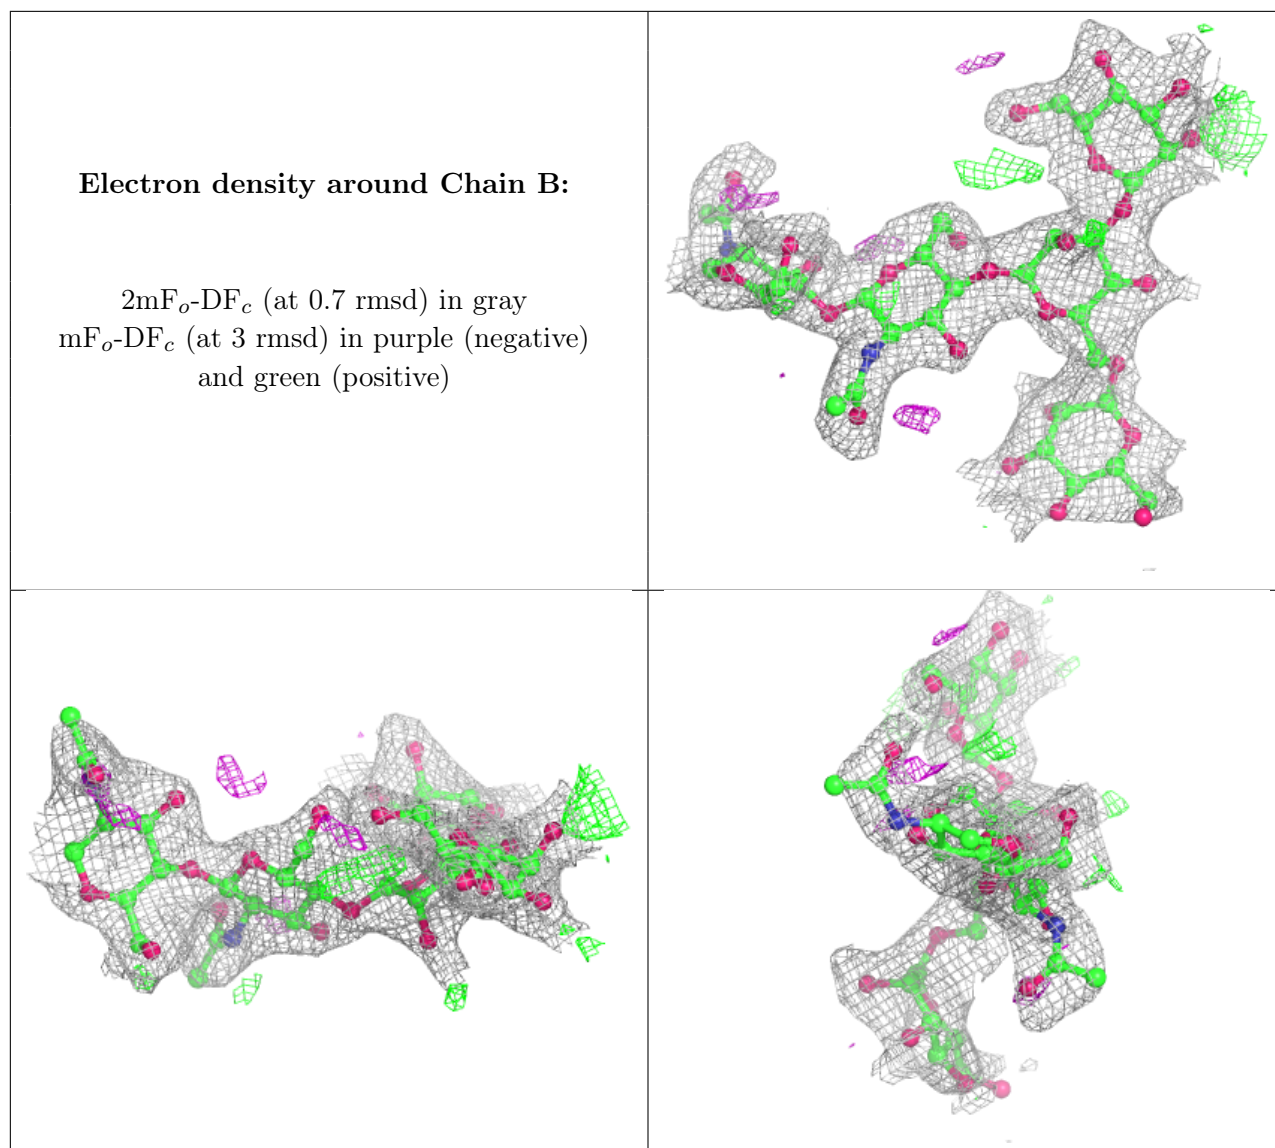 Electron density around Chain B:
2mFo-DFc (at 0.7 rmsd) in gray
mFo-DFc (at 3 rmsd) in purple (negative)
and green (positive)